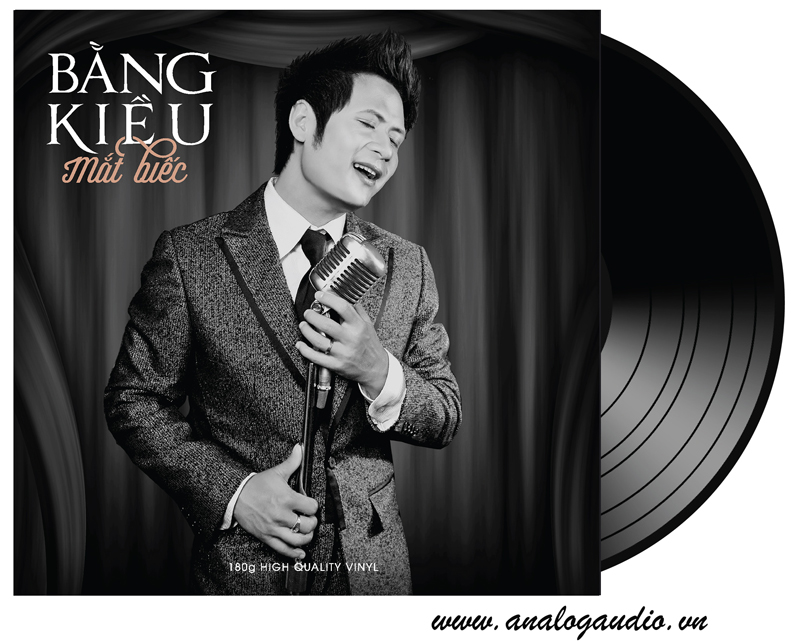 BẰNG
KIỀU
Mắt biếc
180g HIGH QUALITY VINYL
www.analogaudio.vn